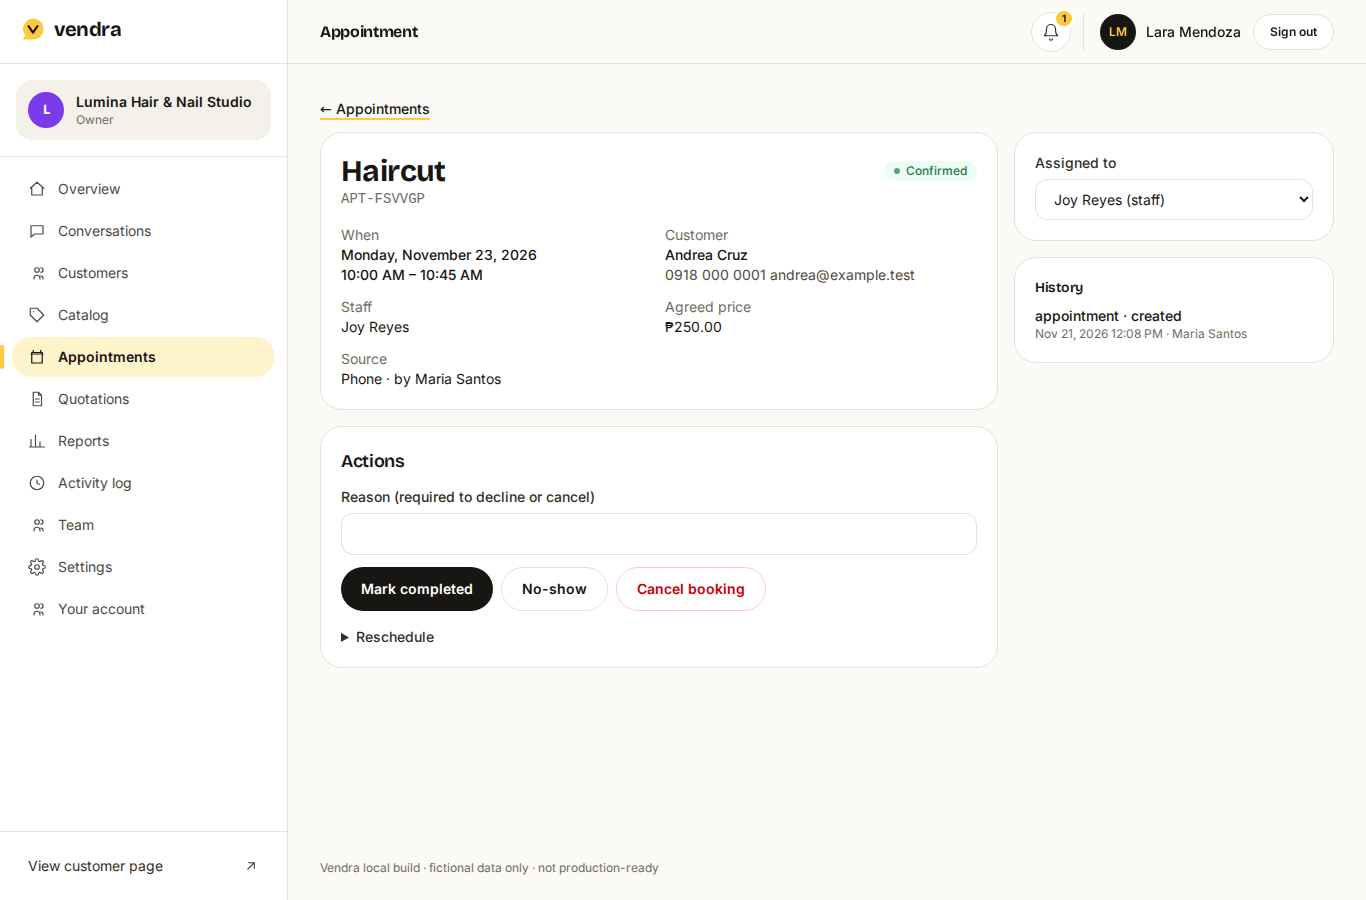 vendra
Appointment
1
LM
Lara Mendoza
Sign out
L
Lumina Hair & Nail Studio
Owner
Overview
Conversations
Customers
Catalog
Appointments
Quotations
Reports
Activity log
Team
Settings
Your account
View customer page
← Appointments
Haircut
Confirmed
APT-FSVVGP
When
Monday, November 23, 2026
10:00 AM – 10:45 AM
Customer
Andrea Cruz
0918 000 0001 andrea@example.test
Staff
Joy Reyes
Agreed price
₱250.00
Source
Phone · by Maria Santos
Actions
Reason (required to decline or cancel)
Mark completed
No-show
Cancel booking
Reschedule
Assigned to
Joy Reyes (staff)
History
appointment · created
Nov 21, 2026 12:08 PM · Maria Santos
Vendra local build · fictional data only · not production-ready